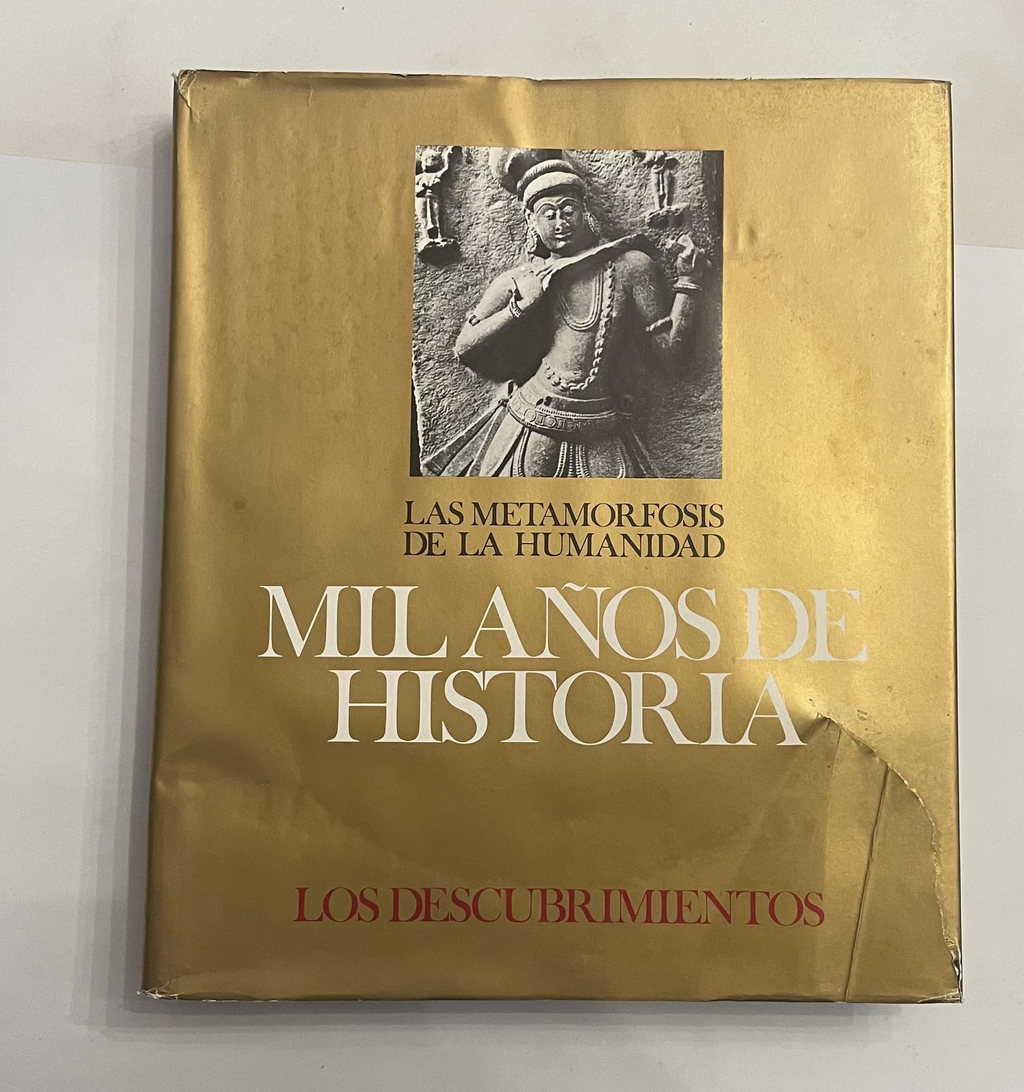 LAS METAMORFOSIS
DE LA HUMANIDAD
MIL AÑOS DE
HISTORIA
LOS DESCUBRIMIENTOS